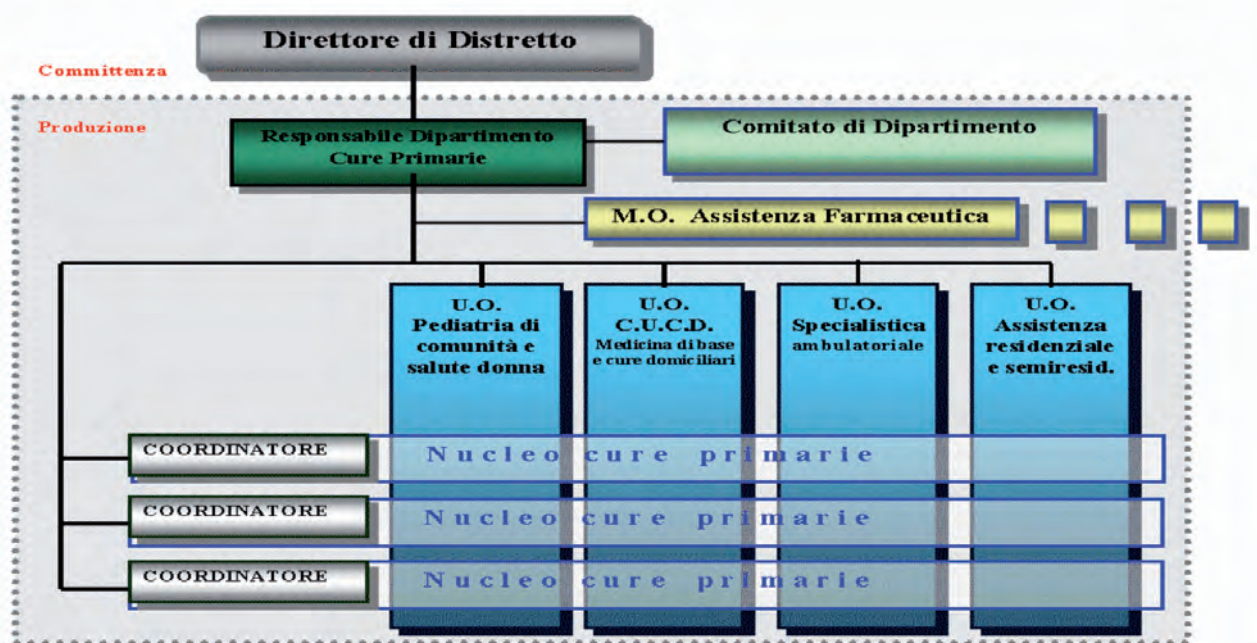 Direttore di Distretto
Committenza
Produzione
Responsabile Dipartimento
Cure Primarie
Comitato di Dipartimento
M.O. Assistenza Farmaceutica
U.O.
Pediatria di
comunità e
salute donna
U.O.
C.U.C.D.
Medicina di base
e cure domiciliari
U.O.
Specialistica
ambulatoriale
U.O.
Assistenza
residenziale
e semiresid.
COORDINATORE
Nucleo cure primarie
COORDINATORE
Nucleo cure primarie
COORDINATORE
Nucleo cure primarie